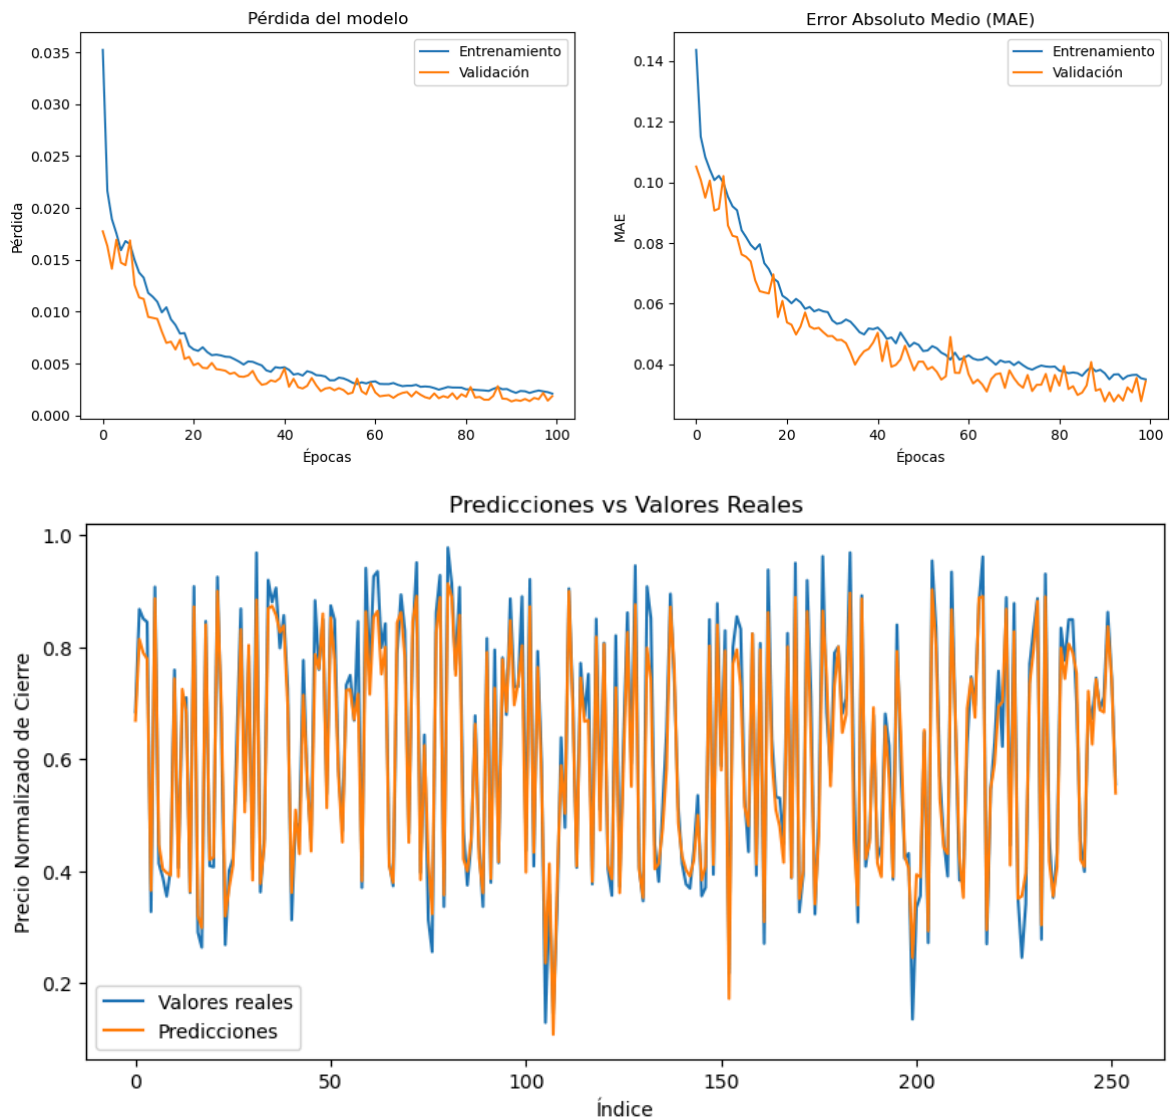 Pérdida del modelo
Pérdida
0.035
0.030
0.025
0.020
0.015
0.010
0.005
0.000
0 20 40 60 80 100
Épocas
Entrenamiento
Validación
Error Absoluto Medio (MAE)
MAE
0.14
0.12
0.10
0.08
0.06
0.04
0 20 40 60 80 100
Épocas
Entrenamiento
Validación
Predicciones vs Valores Reales
Precio Normalizado de Cierre
1.0
0.8
0.6
0.4
0.2
Valores reales
Predicciones
0 50 100 150 200 250
Índice